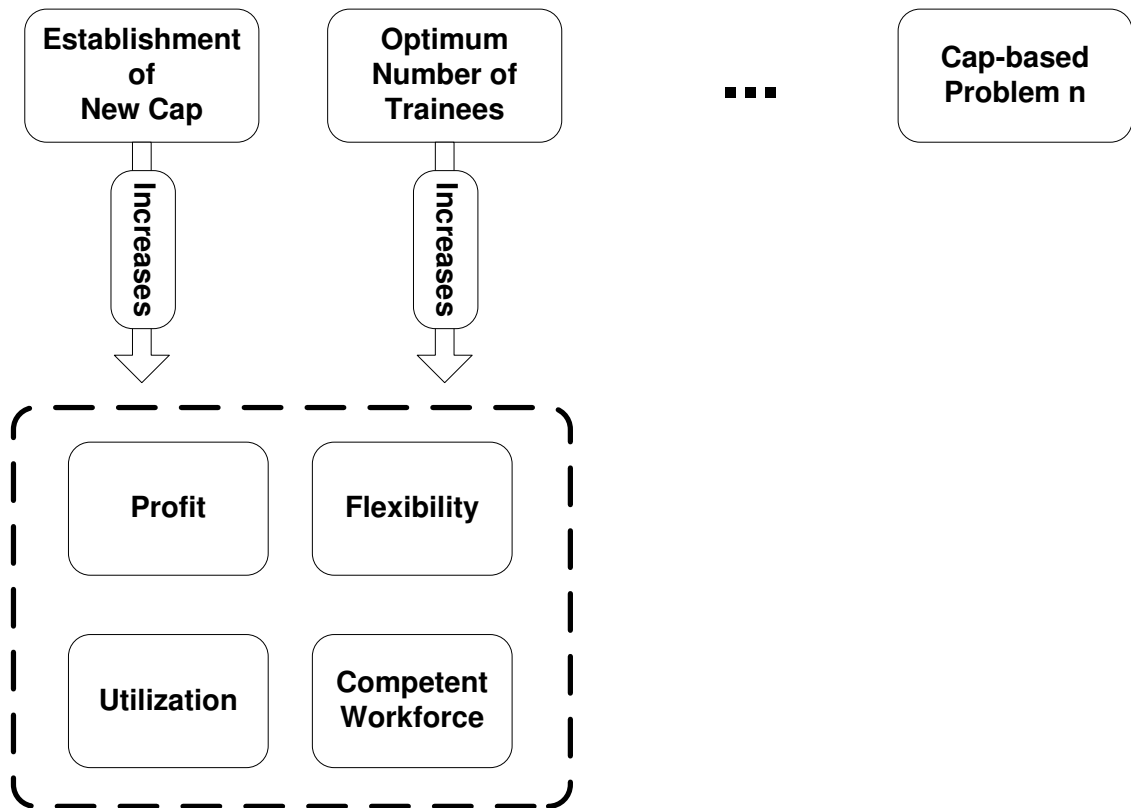 Establishment
of
New Cap
Optimum
Number of
Trainees
...
Cap-based
Problem n
Increases
Increases
Profit
Flexibility
Utilization
Competent
Workforce